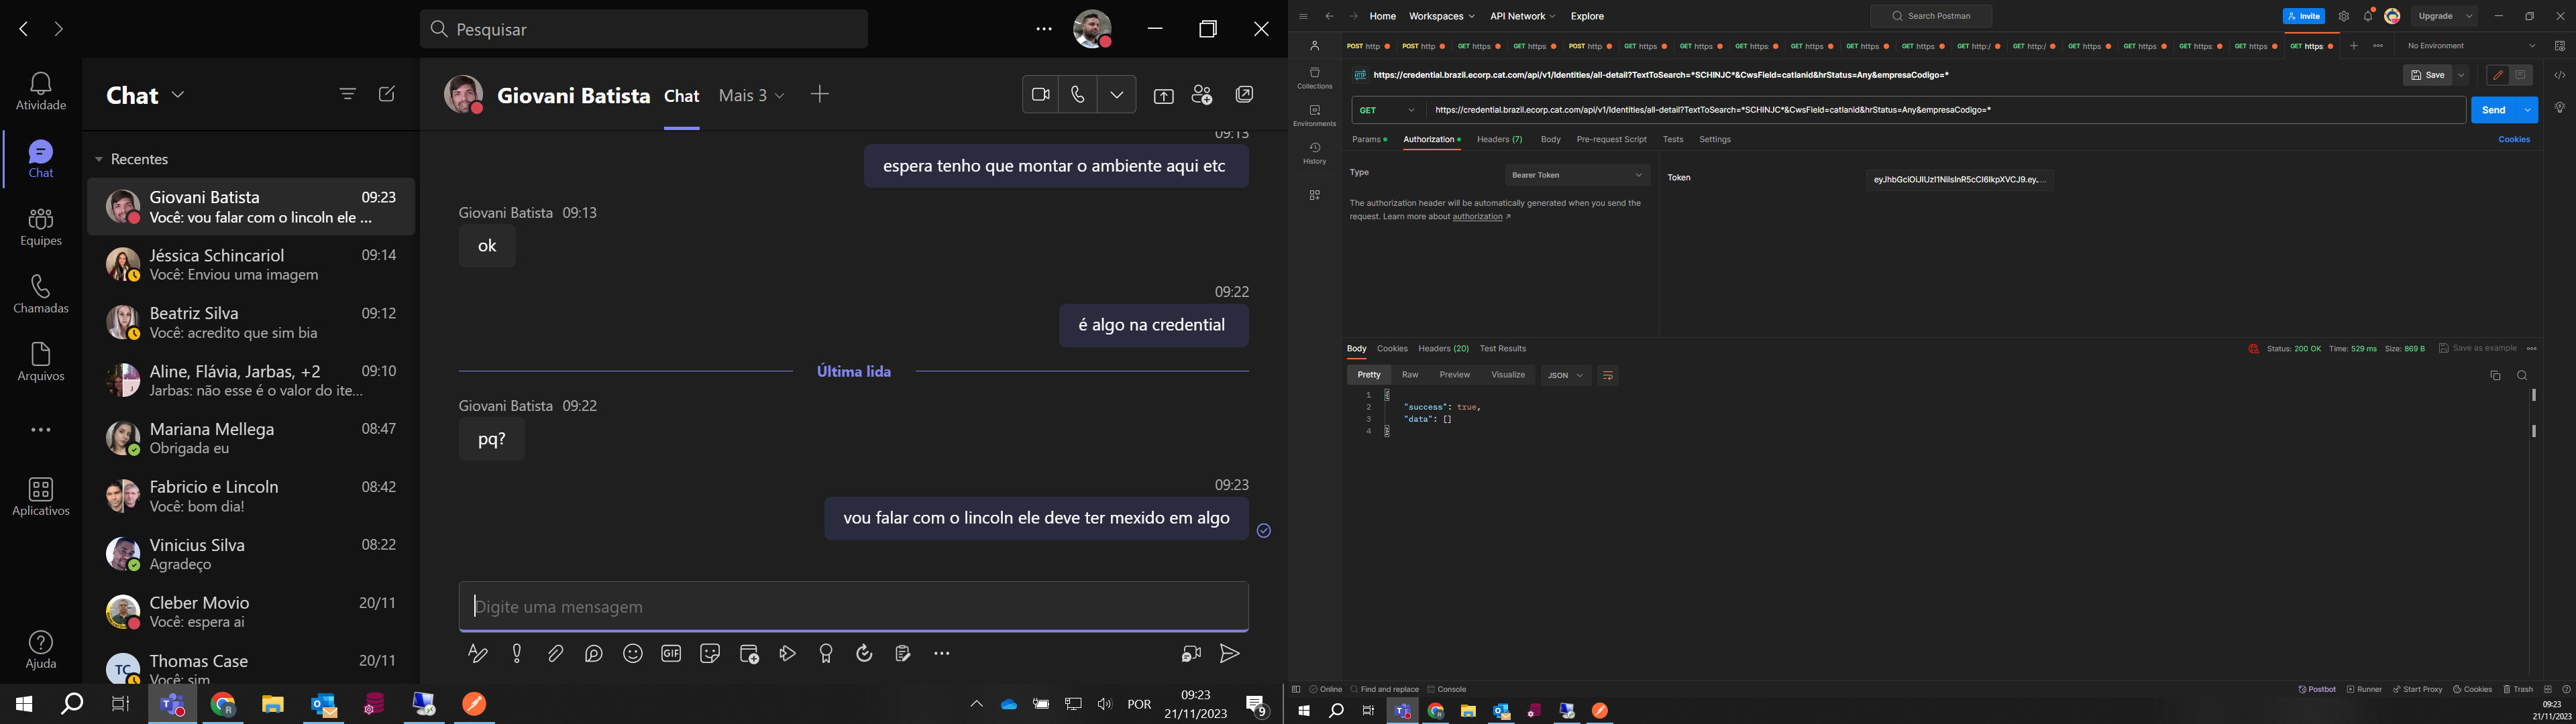 Pesquisar
Atividade
Chat
Equipes
Chamadas
Arquivos
Aplicativos
Ajuda
Chat
Recentes
Giovani Batista 09:23
Você: vou falar com o lincoln ele ...
Jéssica Schincariol 09:14
Você: Enviou uma imagem
Beatriz Silva 09:12
Você: acredito que sim bia
Aline, Flávia, Jarbas, +2 09:10
Jarbas: não esse é o valor do ite...
Mariana Mellega 08:47
Obrigada eu
Fabricio e Lincoln 08:42
Você: bom dia!
Vinicius Silva 08:22
Agradeço
Cleber Movio 20/11
Você: espera ai
TC
Thomas Case 20/11
Você: sim
Giovani Batista Chat Mais 3
09:13
espera tenho que montar o ambiente aqui etc
Giovani Batista 09:13
ok
09:22
é algo na credential
Última lida
Giovani Batista 09:22
pq?
09:23
vou falar com o lincoln ele deve ter mexido em algo
Digite uma mensagem
GIF
POR
09:23
21/11/2023
9
Home Workspaces API Network Explore
Search Postman
Invite
Upgrade
POST http POST http GET https GET https POST http GET https GET https GET https GET https GET https GET https GET http:/ GET http:/ GET https GET https GET https GET https GET https
No Environment
Collections
Environments
History
HTTP https://credential.brazil.ecorp.cat.com/api/v1/Identities/all-detail?TextToSearch=*SCHINJC*&CwsField=catlanid&hrStatus=Any&empresaCodigo=*
Save
GET https://credential.brazil.ecorp.cat.com/api/v1/Identities/all-detail?TextToSearch=*SCHINJC*&CwsField=catlanid&hrStatus=Any&empresaCodigo=*
Send
Params Authorization Headers (7) Body Pre-request Script Tests Settings
Cookies
Type Bearer Token
The authorization header will be automatically generated when you send the
request. Learn more about authorization ↗
Token
Body Cookies Headers (20) Test Results
Status: 200 OK Time: 529 ms Size: 869 B Save as example
Pretty Raw Preview Visualize JSON
1 {
2 "success": true,
3 "data": []
4 }
Online Find and replace Console
Postbot Runner Start Proxy Cookies Trash
09:23
21/11/2023